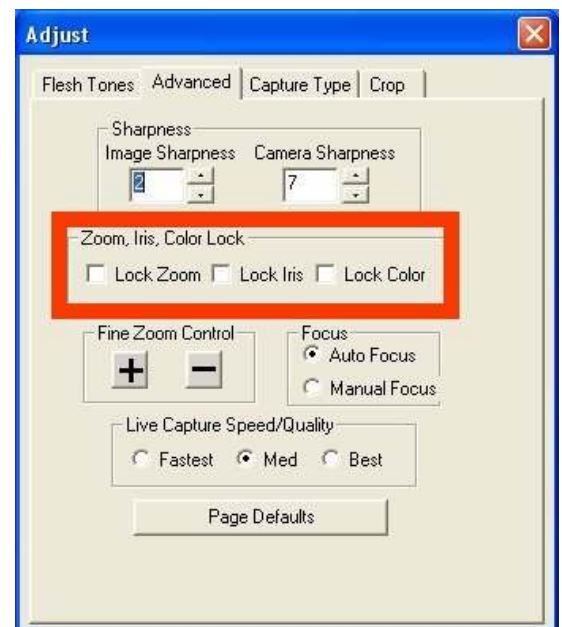 Adjust
Flesh Tones Advanced Capture Type Crop
Sharpness
Image Sharpness Camera Sharpness
2 7
Zoom, Iris, Color Lock
Lock Zoom Lock Iris Lock Color
Fine Zoom Control Focus
Auto Focus
+ − Manual Focus
Live Capture Speed/Quality
Fastest Med Best
Page Defaults